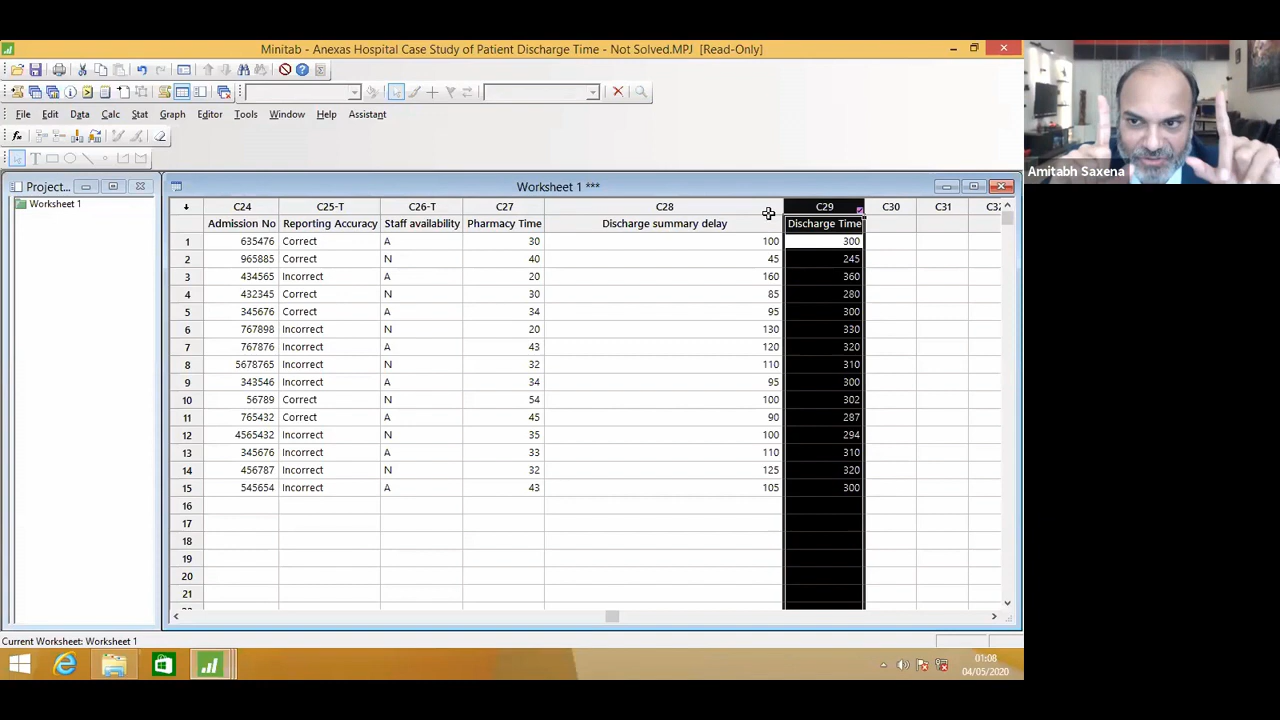 Minitab - Anexas Hospital Case Study of Patient Discharge Time - Not Solved.MPJ [Read-Only]
File Edit Data Calc Stat Graph Editor Tools Window Help Assistant
Project...
Worksheet 1
Worksheet 1 ***
C24 C25-T C26-T C27 C28 C29 C30 C31 C32
Admission No Reporting Accuracy Staff availability Pharmacy Time Discharge summary delay Discharge Time
1 635476 Correct A 30 100 300
2 965885 Correct N 40 45 245
3 434565 Incorrect A 20 160 360
4 432345 Correct N 30 85 280
5 345676 Correct A 34 95 300
6 767898 Incorrect N 20 130 330
7 767876 Incorrect A 43 120 320
8 5678765 Incorrect N 32 110 310
9 343546 Incorrect A 34 95 300
10 56789 Correct N 54 100 302
11 765432 Correct A 45 90 287
12 4565432 Incorrect N 35 100 294
13 345676 Incorrect A 33 110 310
14 456787 Incorrect N 32 125 320
15 545654 Incorrect A 43 105 300
16
17
18
19
20
21
Current Worksheet: Worksheet 1
01:08
04/05/2020
Amitabh Saxena